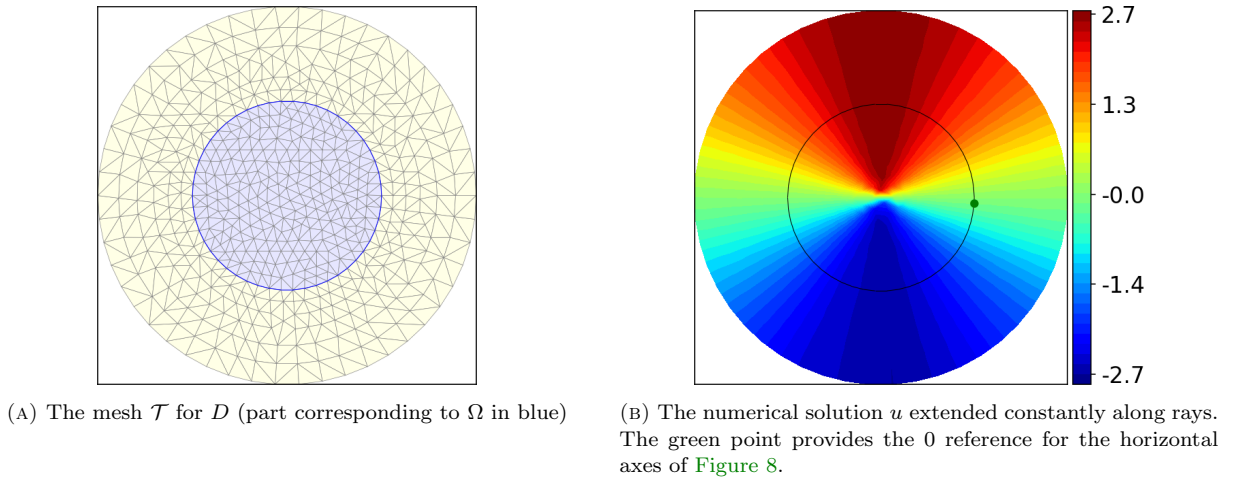 2.7
1.3
-0.0
-1.4
-2.7
(A) The mesh 𝒯 for D (part corresponding to Ω in blue)
(B) The numerical solution u extended constantly along rays.
The green point provides the 0 reference for the horizontal
axes of Figure 8.